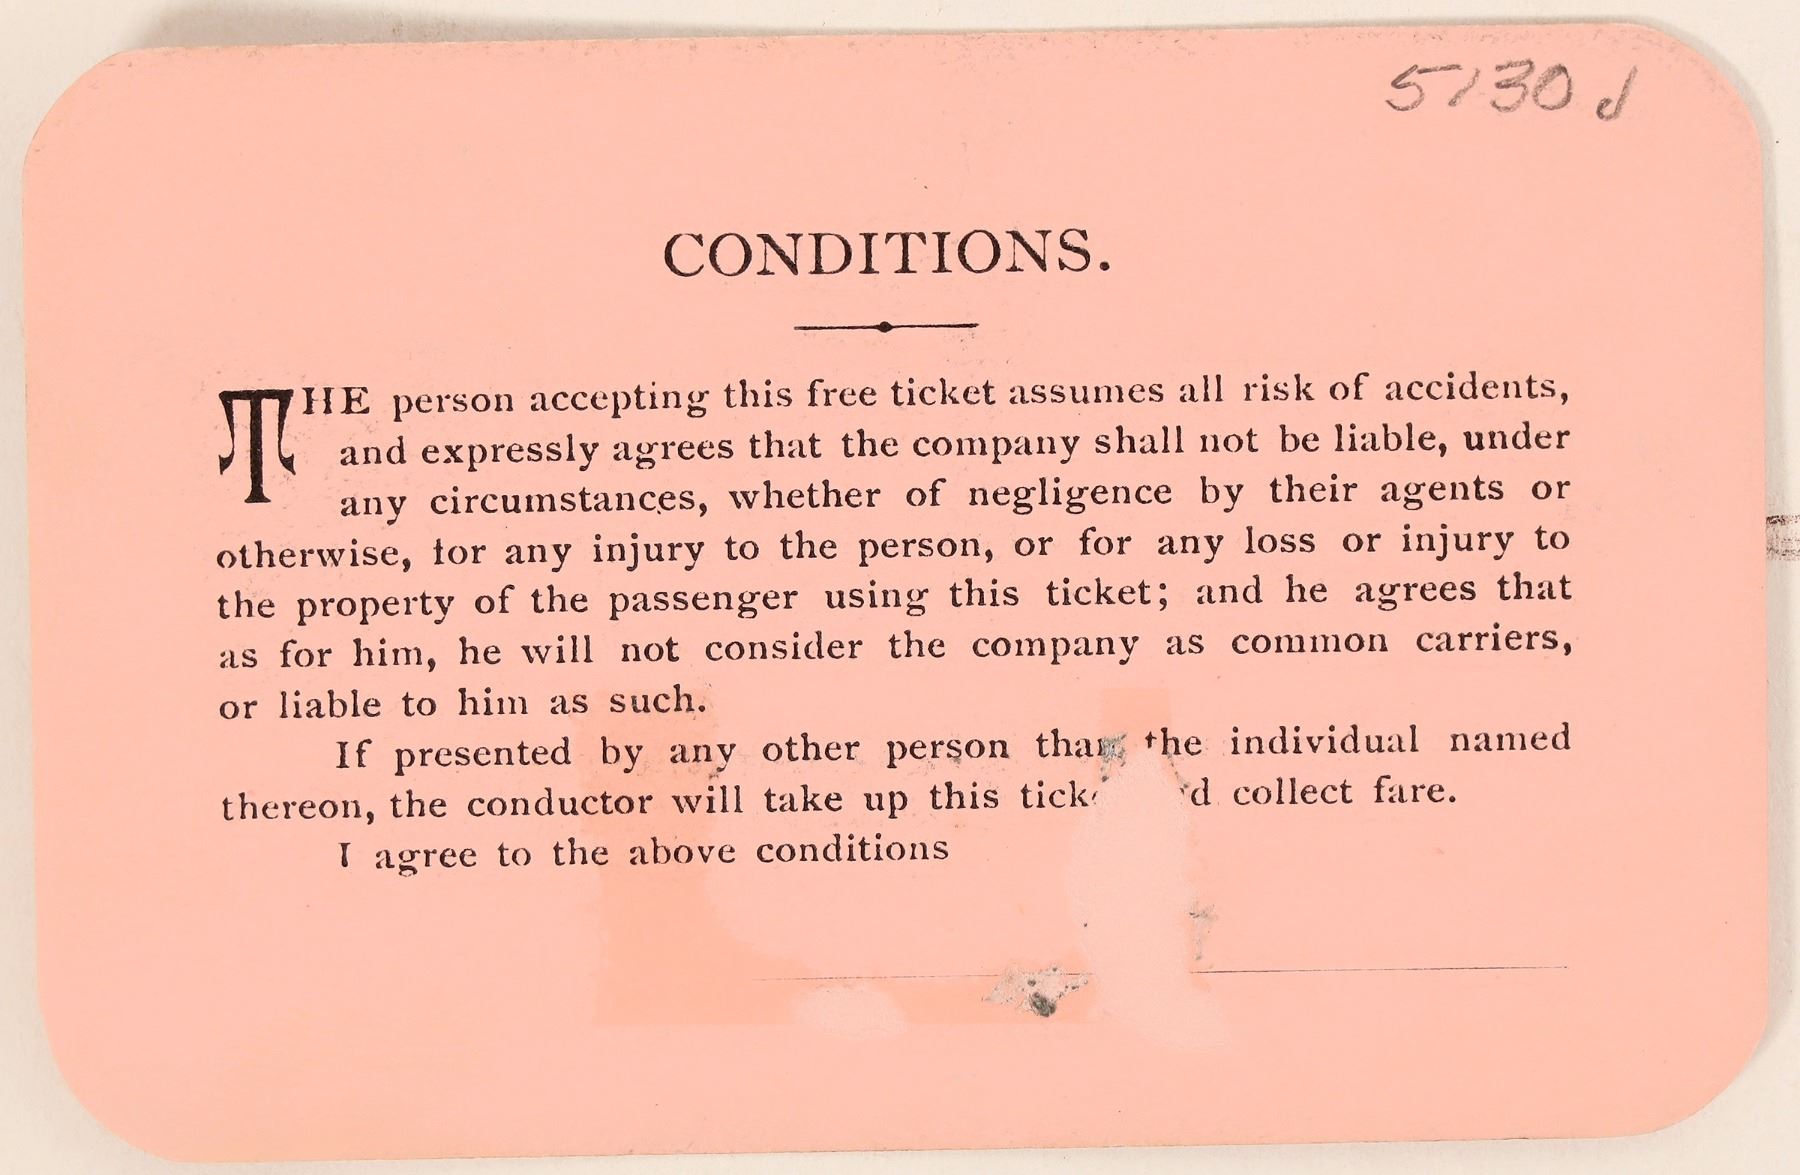 5130 J
CONDITIONS.
THE person accepting this free ticket assumes all risk of accidents,
and expressly agrees that the company shall not be liable, under
any circumstances, whether of negligence by their agents or
otherwise, for any injury to the person, or for any loss or injury to
the property of the passenger using this ticket; and he agrees that
as for him, he will not consider the company as common carriers,
or liable to him as such.
If presented by any other person than the individual named
thereon, the conductor will take up this collect fare.
I agree to the above conditions